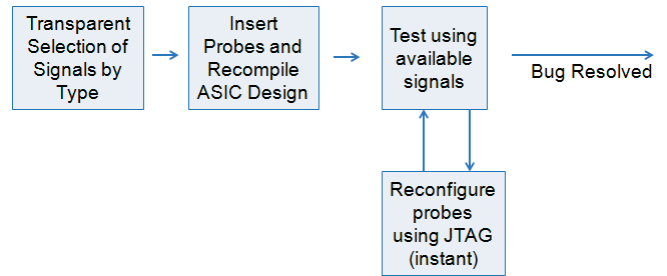 Transparent
Selection of
Signals by
Type
Insert
Probes and
Recompile
ASIC Design
Test using
available
signals
Bug Resolved
Reconfigure
probes
using JTAG
(instant)